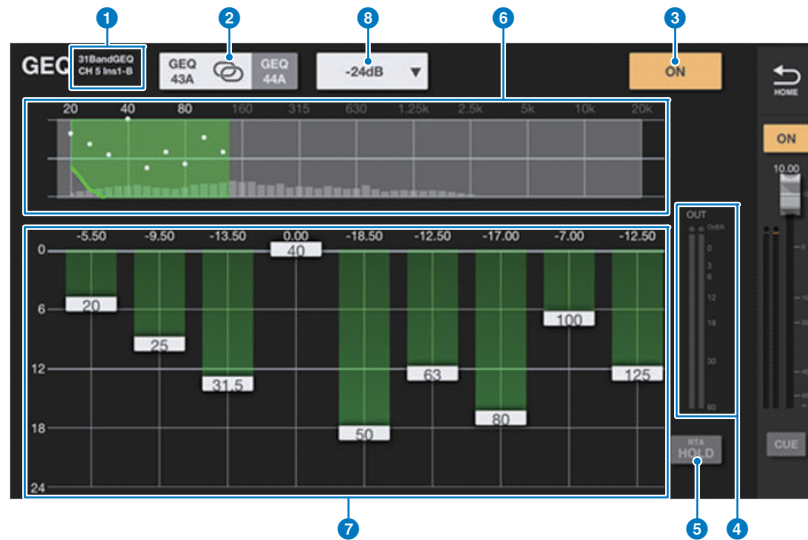 1 2 8 6 3
GEQ 31BandGEQ
CH 5 Ins1-B
GEQ 43A GEQ 44A
-24dB ▼
ON
HOME
20 40 80 160 315 630 1.25k 2.5k 5k 10k 20k
ON
10.00
-5.50 -9.50 -13.50 0.00 -18.50 -12.50 -17.00 -7.00 -12.50
0
6
12
18
24
20 25 31.5 40 50 63 80 100 125
OUT
OVER
0
3
6
12
18
30
60
RTA
HOLD
CUE
7 5 4